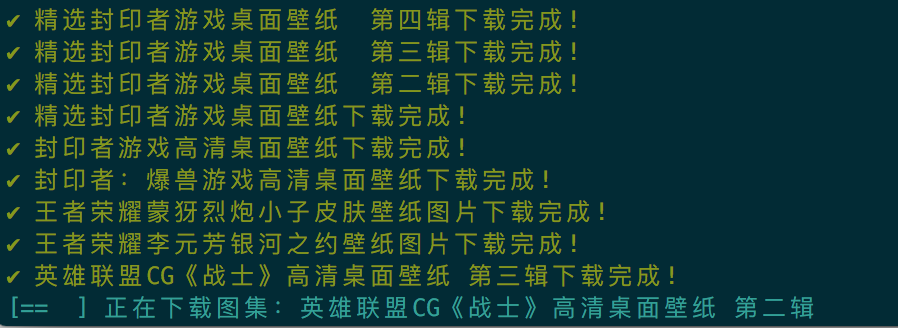 ✔ 精选封印者游戏桌面壁纸  第四辑下载完成!
✔ 精选封印者游戏桌面壁纸  第三辑下载完成!
✔ 精选封印者游戏桌面壁纸  第二辑下载完成!
✔ 精选封印者游戏桌面壁纸下载完成!
✔ 封印者游戏高清桌面壁纸下载完成!
✔ 封印者: 爆兽游戏高清桌面壁纸下载完成!
✔ 王者荣耀蒙犽烈炮小子皮肤壁纸图片下载完成!
✔ 王者荣耀李元芳银河之约壁纸图片下载完成!
✔ 英雄联盟CG《战士》高清桌面壁纸 第三辑下载完成!
[==  ] 正在下载图集: 英雄联盟CG《战士》高清桌面壁纸 第二辑